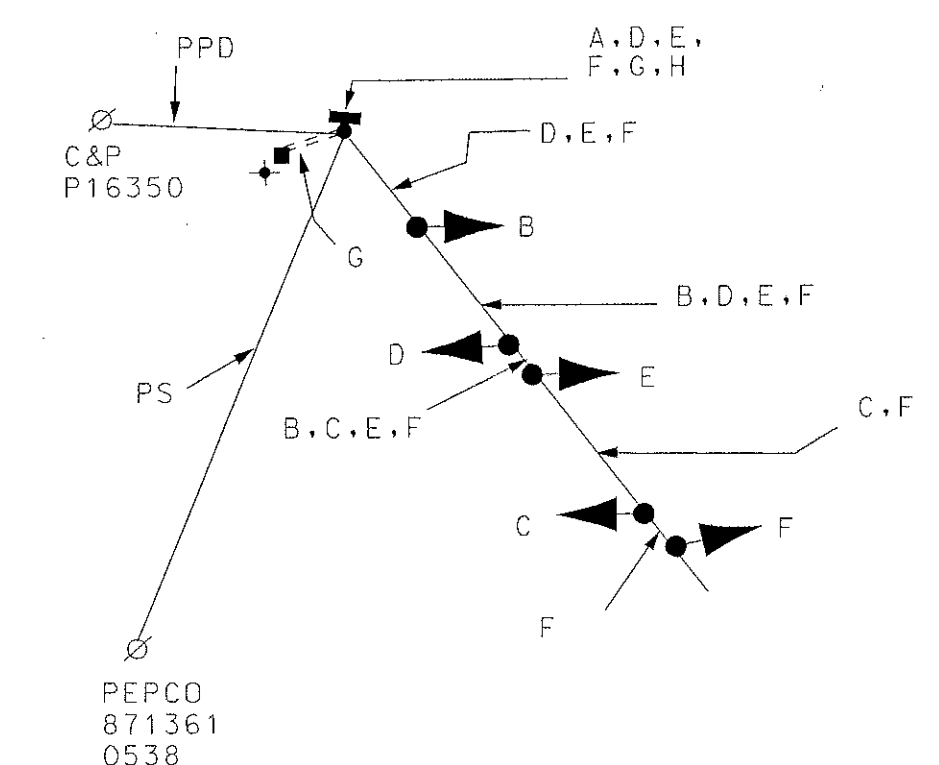 PPD
A,D,E,
F,G,H
D,E,F
C&P
P16350
B
G
B,D,E,F
D
E
PS
B,C,E,F
C,F
C
F
F
PEPCO
871361
0538